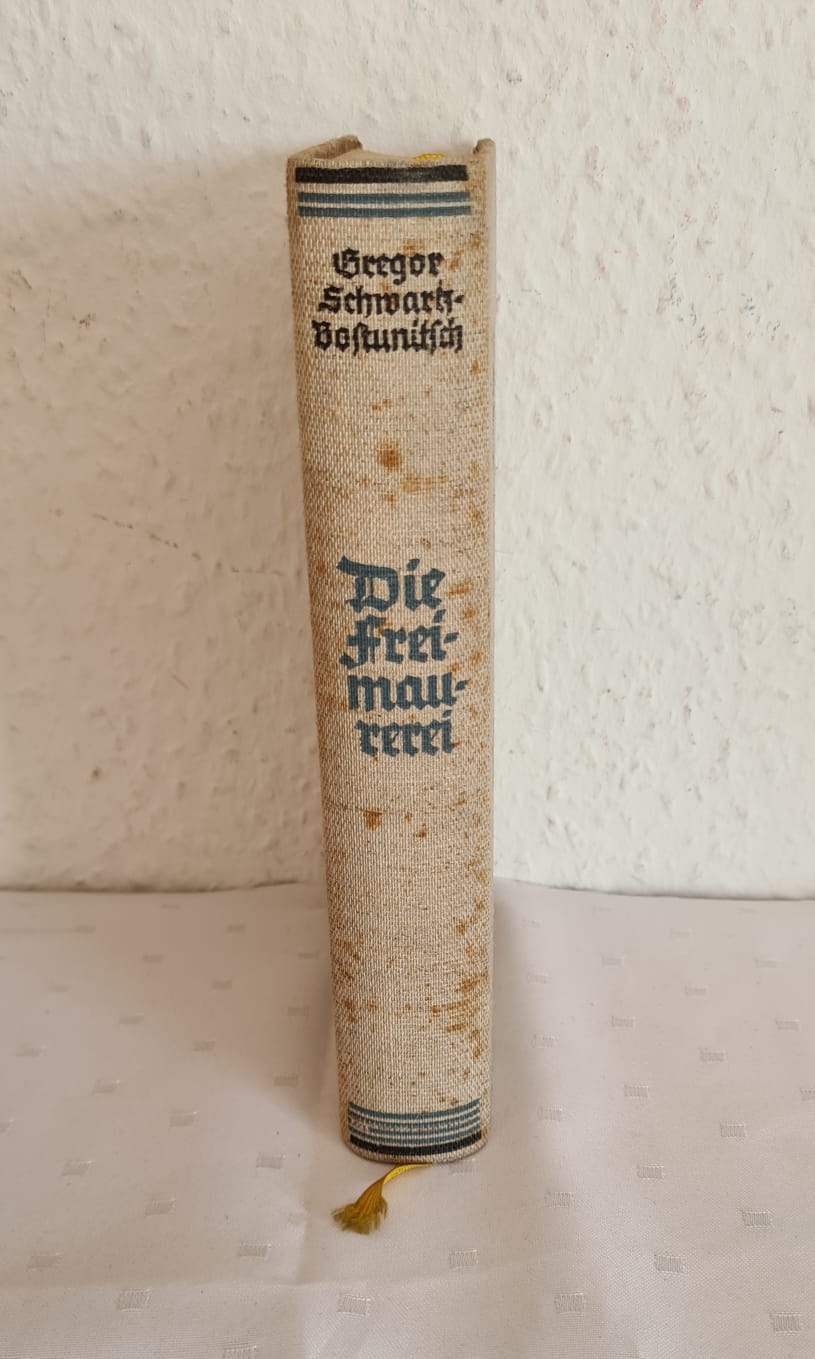 Gregor
Schwartz-
Bostunitsch
Die
Frei-
mau-
rerei